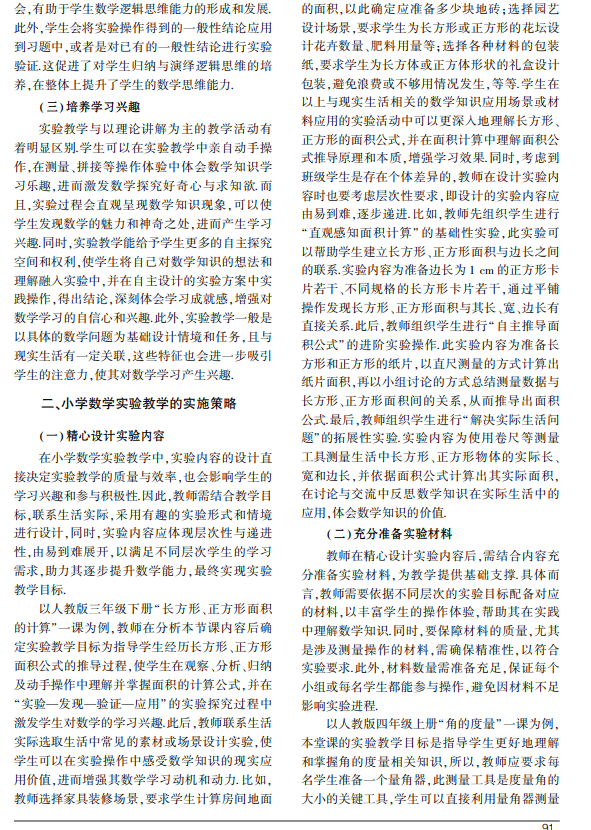 会,有助于学生数学逻辑思维能力的形成和发展.
此外,学生会将实验操作得到的一般性结论应用
到习题中,或者是对已有的一般性结论进行实验
验证.这促进了对学生归纳与演绎逻辑思维的培
养,在整体上提升了学生的数学思维能力.
(三)培养学习兴趣
实验教学与以理论讲解为主的教学活动有
着明显区别.学生可以在实验教学中亲自动手操
作,在测量、拼接等操作体验中体会数学知识学
习乐趣,进而激发数学探究好奇心与求知欲.而
且,实验过程会直观呈现数学知识现象,可以使
学生发现数学的魅力和神奇之处,进而产生学习
兴趣.同时,实验教学能给予学生更多的自主探究
空间和权利,使学生将自己对数学知识的想法和
理解融入实验中,并在自主设计的实验方案中实
践操作,得出结论,深刻体会学习成就感,增强对
数学学习的自信心和兴趣.此外,实验教学一般是
以具体的数学问题为基础设计情境和任务,且与
现实生活有一定关联,这些特征也会进一步吸引
学生的注意力,使其对数学学习产生兴趣.
二、小学数学实验教学的实施策略
(一)精心设计实验内容
在小学数学实验教学中,实验内容的设计直
接决定实验教学的质量与效率,也会影响学生的
学习兴趣和参与积极性.因此,教师需结合教学目
标,联系生活实际,采用有趣的实验形式和情境
进行设计,同时,实验内容应体现层次性与递进
性,由易到难展开,以满足不同层次学生的学习
需求,助力其逐步提升数学能力,最终实现实验
教学目标.
以人教版三年级下册“长方形、正方形面积
的计算”一课为例,教师在分析本节课内容后确
定实验教学目标为指导学生经历长方形、正方形
面积公式的推导过程,使学生在观察、分析、归纳
及动手操作中理解并掌握面积的计算公式,并在
“实验—发现—验证—应用”的实验探究过程中
激发学生对数学的学习兴趣.此后,教师联系生活
实际选取生活中常见的素材或场景设计实验,使
学生可以在实验操作中感受数学知识的现实应
用价值,进而增强其数学学习动机和动力.比如,
教师选择家具装修场景,要求学生计算房间地面
的面积,以此确定应准备多少块地砖;选择园艺
设计场景,要求学生为长方形或正方形的花坛设
计花卉数量、肥料用量等;选择各种材料的包装
纸,要求学生为长方体或正方体形状的礼盒设计
包装,避免浪费或不够用情况发生,等等.学生在
以上与现实生活相关的数学知识应用场景或材
料应用的实验活动中可以更深入地理解长方形、
正方形的面积公式,并在面积计算中理解面积公
式推导原理和本质,增强学习效果.同时,考虑到
班级学生是存在个体差异的,教师在设计实验内
容时也要考虑层次性要求,即设计的实验内容应
由易到难,逐步递进.比如,教师先组织学生进行
“直观感知面积计算”的基础性实验,此实验可
以帮助学生建立长方形、正方形面积与边长之间
的联系.实验内容为准备边长为 1 cm 的正方形卡
片若干、不同规格的长方形卡片若干,通过平铺
操作发现长方形、正方形面积与其长、宽、边长有
直接关系.此后,教师组织学生进行“自主推导面
积公式”的进阶实验操作.此实验内容为准备长
方形和正方形的纸片,以直尺测量的方式计算出
纸片面积,再以小组讨论的方式总结测量数据与
长方形、正方形面积间的关系,从而推导出面积
公式.最后,教师组织学生进行“解决实际生活问
题”的拓展性实验.实验内容为使用卷尺等测量
工具测量生活中长方形、正方形物体的实际长、
宽和边长,并依据面积公式计算出其实际面积,
在讨论与交流中反思数学知识在实际生活中的
应用,体会数学知识的价值.
(二)充分准备实验材料
教师在精心设计实验内容后,需结合内容充
分准备实验材料,为教学提供基础支撑.具体而
言,教师需要依据不同层次的实验目标配备对应
的材料,以丰富学生的操作体验,帮助其在实践
中理解数学知识.同时,要保障材料的质量,尤其
是涉及测量操作的材料,需确保精准性,以符合
实验要求.此外,材料数量需准备充足,保证每个
小组或每名学生都能参与操作,避免因材料不足
影响实验进程.
以人教版四年级上册“角的度量”一课为例,
本堂课的实验教学目标是指导学生更好地理解
和掌握角的度量相关知识,所以,教师应要求每
名学生准备一个量角器,此测量工具是度量角的
大小的关键工具,学生可以直接利用量角器测量
91